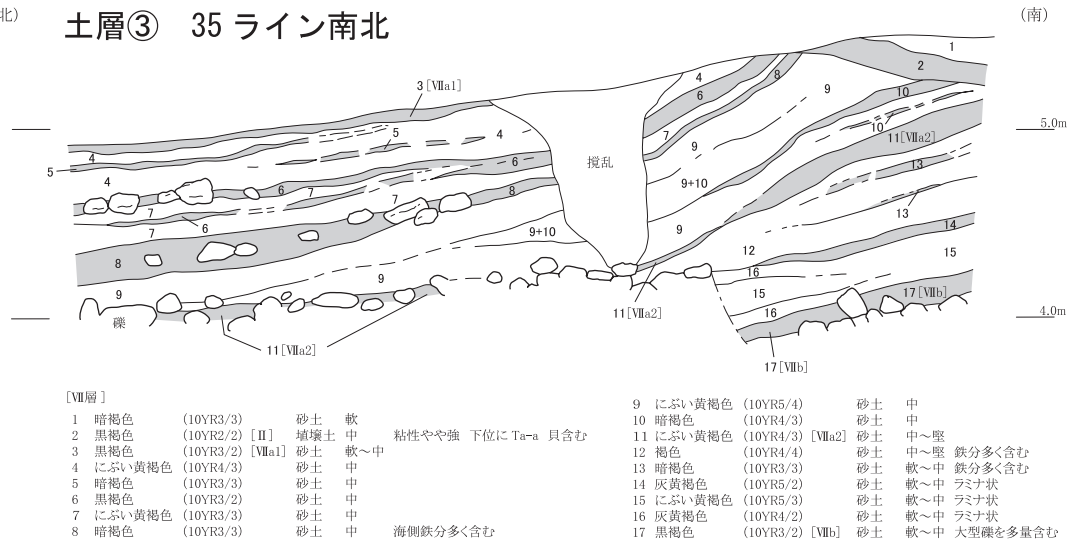 北)
土層③ 35 ライン南北
(南)
1
2
3 [Ⅶa1]
4
6
8
9
10
5
4
5.0m
10
11 [Ⅶa2]
4
5
7
撹乱
9
13
6
4
6
7
8
9+10
7
7
6
13
9
9+10
12
14
8
16
15
9
9
15
17 [Ⅶb]
礫
11 [Ⅶa2]
16
4.0m
11 [Ⅶa2]
17 [Ⅶb]
[Ⅶ層]
1 暗褐色 (10YR3/3) 砂土 軟
2 黒褐色 (10YR2/2) [Ⅱ] 埴壌土 中 粘性やや強 下位に Ta-a 貝含む
3 黒褐色 (10YR3/2) [Ⅶa1] 砂土 軟～中
4 にぶい黄褐色 (10YR4/3) 砂土 中
5 暗褐色 (10YR3/3) 砂土 中
6 黒褐色 (10YR3/2) 砂土 中
7 にぶい黄褐色 (10YR3/3) 砂土 中
8 暗褐色 (10YR3/3) 砂土 中 海側鉄分多く含む
9 にぶい黄褐色 (10YR5/4) 砂土 中
10 暗褐色 (10YR4/3) 砂土 中
11 にぶい黄褐色 (10YR4/3) [Ⅶa2] 砂土 中～堅
12 褐色 (10YR4/4) 砂土 中～堅 鉄分多く含む
13 暗褐色 (10YR3/3) 砂土 軟～中 鉄分多く含む
14 灰黄褐色 (10YR5/2) 砂土 軟～中 ラミナ状
15 にぶい黄褐色 (10YR5/3) 砂土 軟～中 ラミナ状
16 灰黄褐色 (10YR4/2) 砂土 軟～中 ラミナ状
17 黒褐色 (10YR3/2) [Ⅶb] 砂土 軟～中 大型礫を多量含む